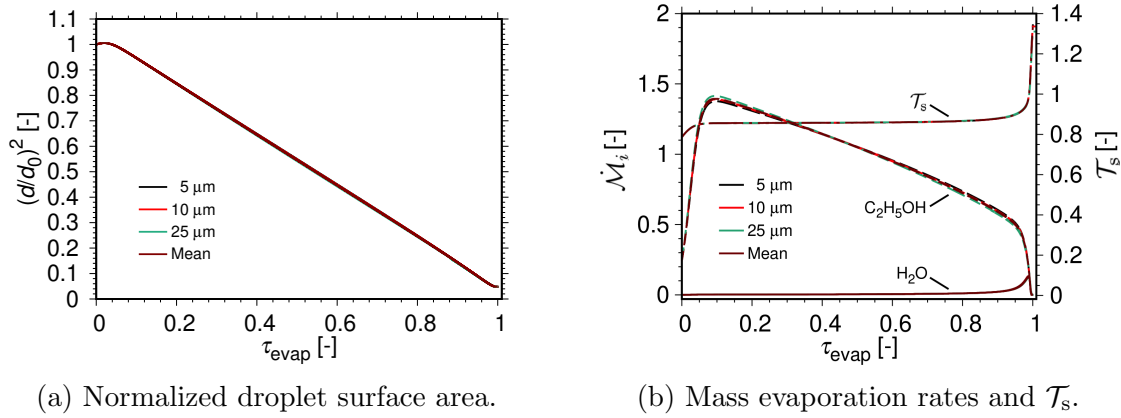 1.1
1
0.9
0.8
0.7
0.6
0.5
0.4
0.3
0.2
0.1
0
(d/d0)² [-]
5 µm
10 µm
25 µm
Mean
0 0.2 0.4 0.6 0.8 1
τevap [-]
(a) Normalized droplet surface area.
2
1.5
1
0.5
0
Ṁi [-]
𝒯s
C2H5OH
H2O
5 µm
10 µm
25 µm
Mean
1.4
1.2
1
0.8
0.6
0.4
0.2
0
𝒯s [-]
0 0.2 0.4 0.6 0.8 1
τevap [-]
(b) Mass evaporation rates and 𝒯s.